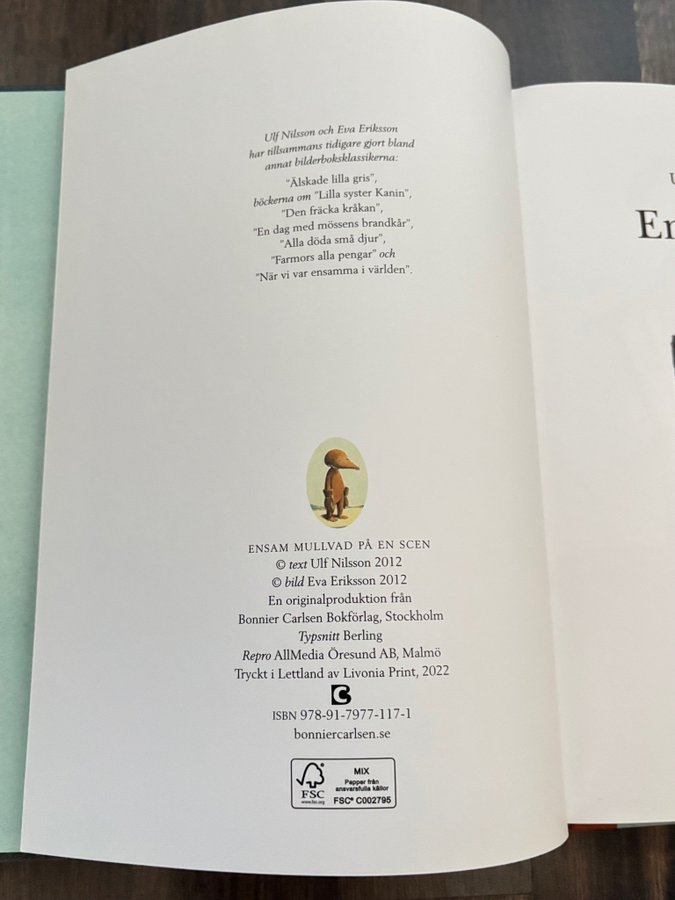 Ulf Nilsson och Eva Eriksson
har tillsammans tidigare gjort bland
annat bilderboksklassikerna:
"Älskade lilla gris",
böckerna om "Lilla syster Kanin",
"Den fräcka kråkan",
"En dag med mössens brandkår",
"Alla döda små djur",
"Farmors alla pengar" och
"När vi var ensamma i världen".
ENSAM MULLVAD PÅ EN SCEN
© text Ulf Nilsson 2012
© bild Eva Eriksson 2012
En originalproduktion från
Bonnier Carlsen Bokförlag, Stockholm
Typsnitt Berling
Repro AllMedia Öresund AB, Malmö
Tryckt i Lettland av Livonia Print, 2022
ISBN 978-91-7977-117-1
bonniercarlsen.se
FSC
www.fsc.org
MIX
Papper från
ansvarsfulla källor
FSC® C002795